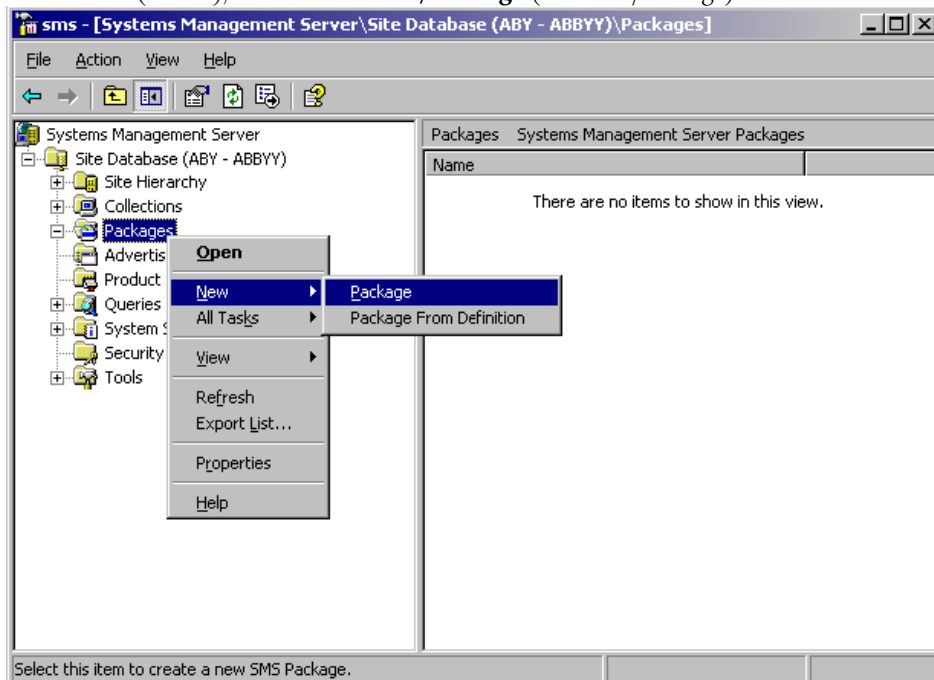 sms - [Systems Management Server\Site Database (ABY - ABBYY)\Packages]
File Action View Help
Systems Management Server
Site Database (ABY - ABBYY)
Site Hierarchy
Collections
Packages
Advertis
Product
Queries
System S
Security
Tools
Open
New
All Tasks
View
Refresh
Export List...
Properties
Help
Package
Package From Definition
Packages Systems Management Server Packages
Name
There are no items to show in this view.
Select this item to create a new SMS Package.